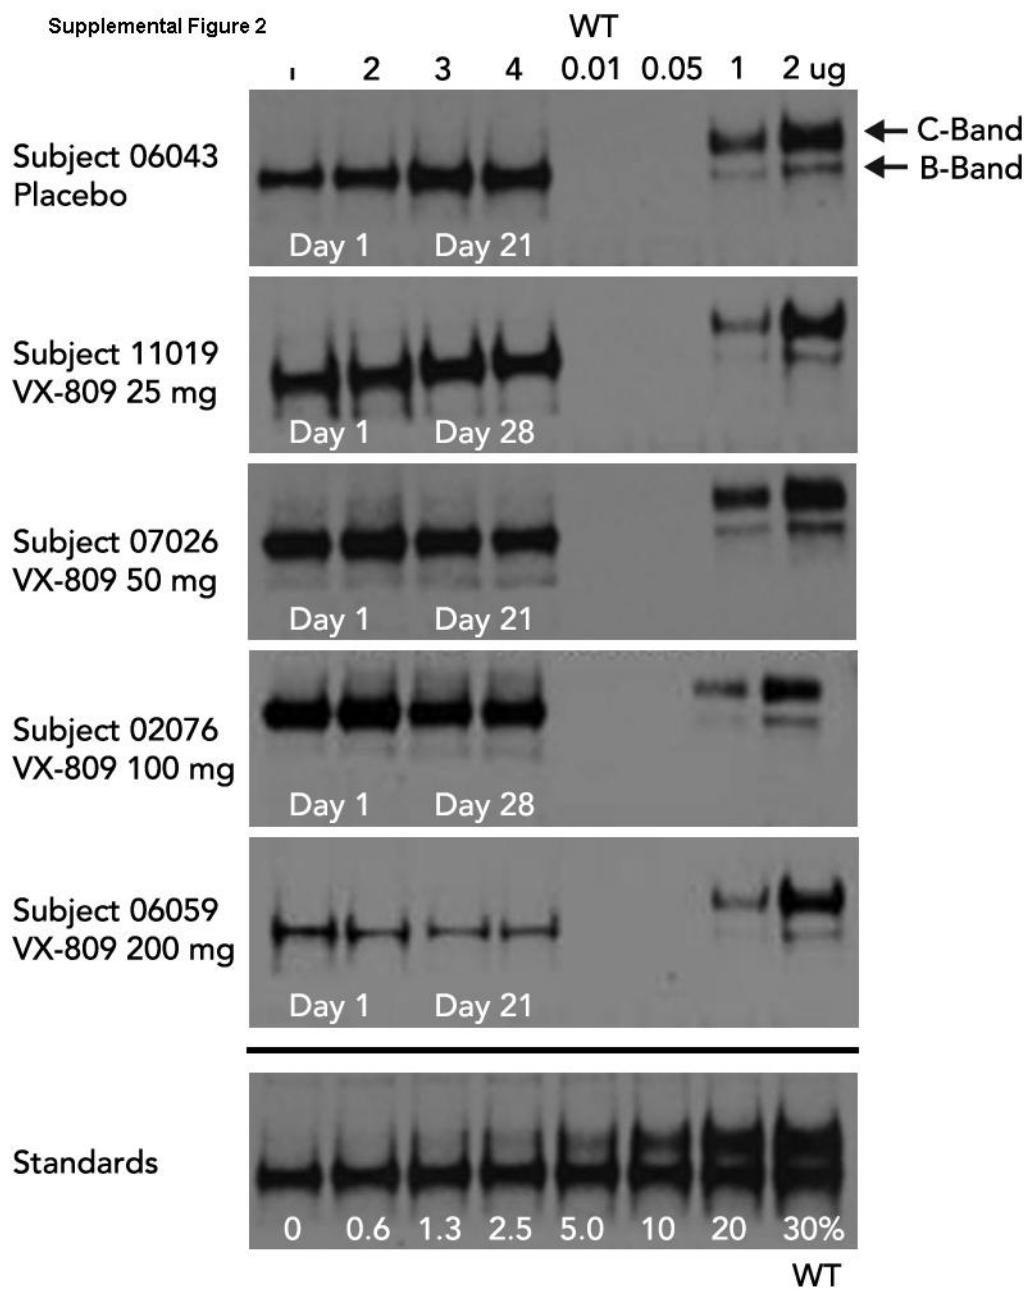 Supplemental Figure 2
WT
2 3 4 0.01 0.05 1 2 ug
C-Band
B-Band
Subject 06043
Placebo
Day 1 Day 21
Subject 11019
VX-809 25 mg
Day 1 Day 28
Subject 07026
VX-809 50 mg
Day 1 Day 21
Subject 02076
VX-809 100 mg
Day 1 Day 28
Subject 06059
VX-809 200 mg
Day 1 Day 21
Standards
0 0.6 1.3 2.5 5.0 10 20 30%
WT